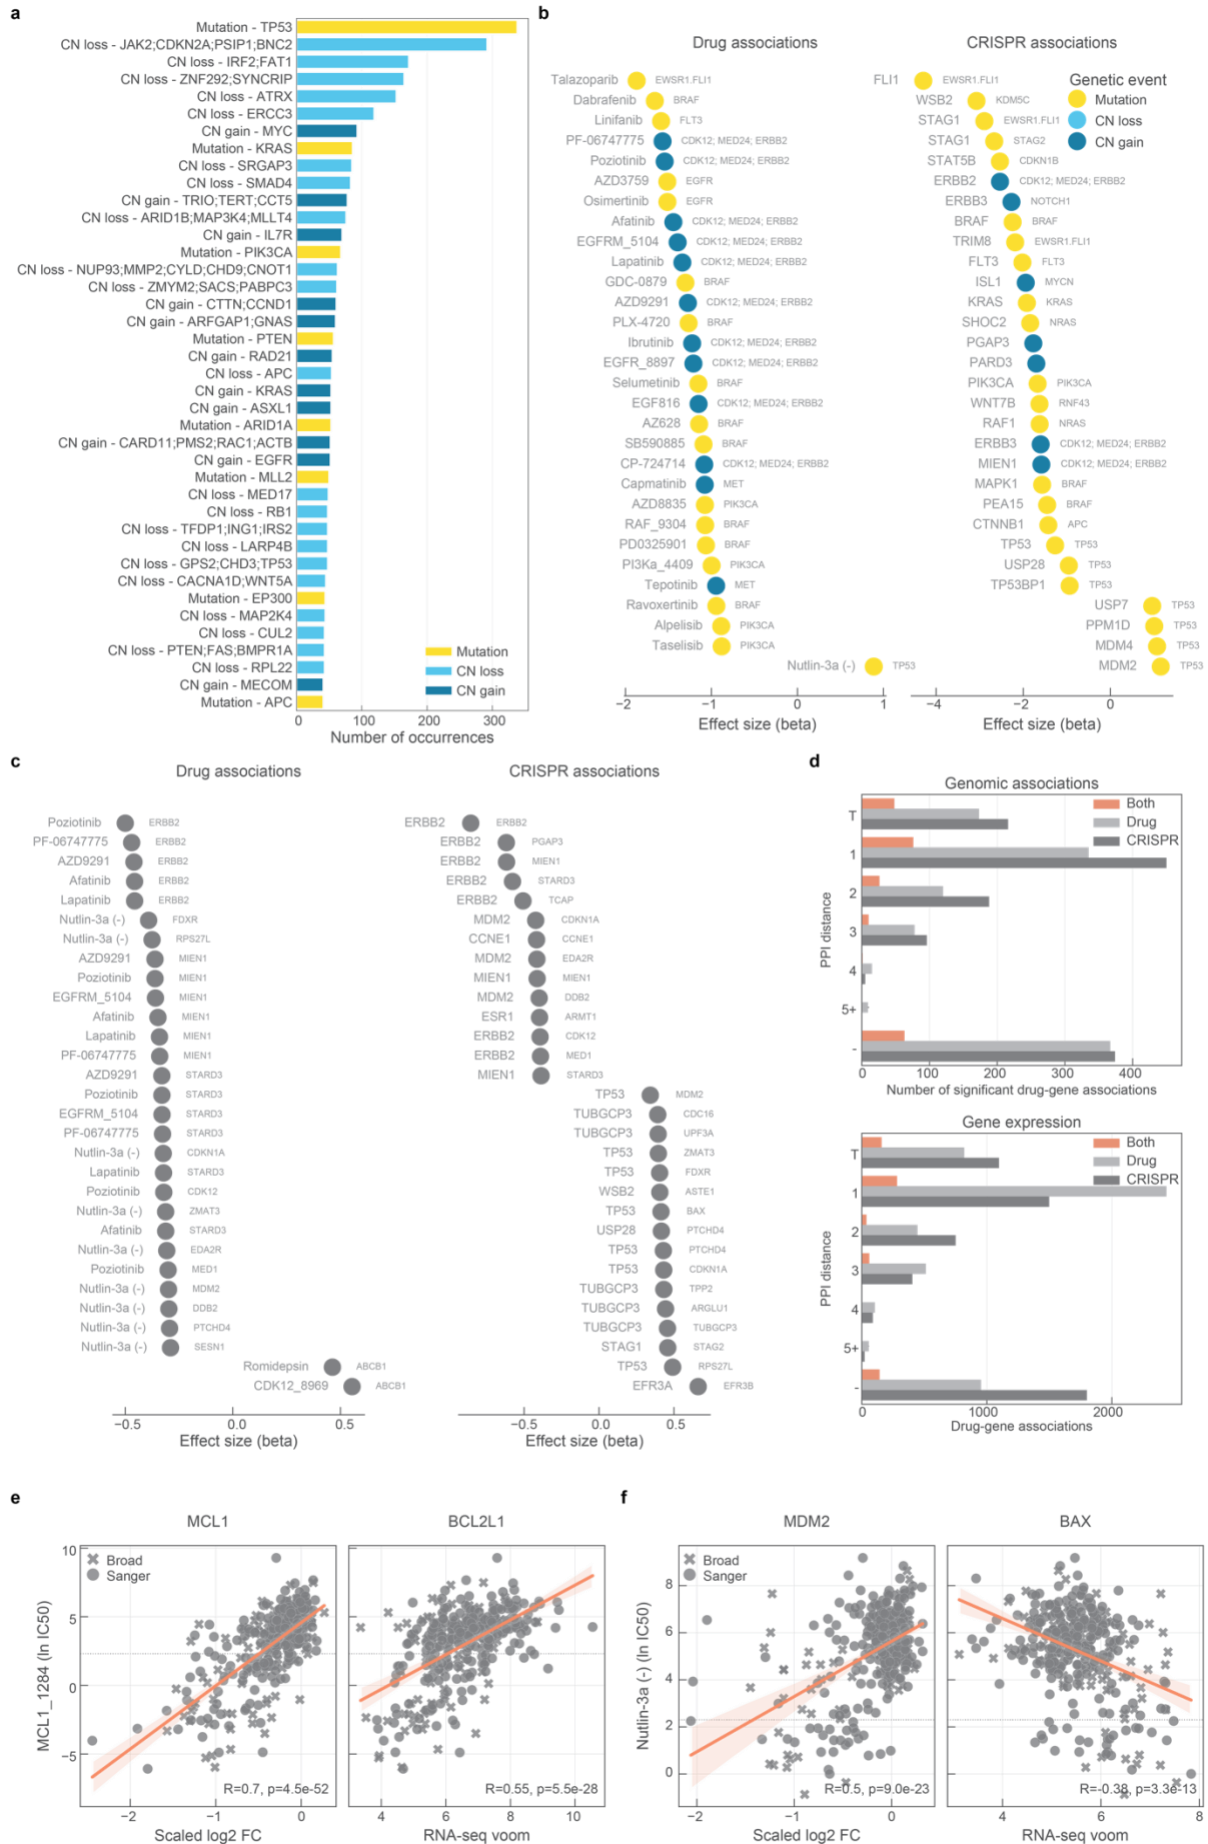 a
Mutation - TP53
CN loss - JAK2;CDKN2A;PSIP1;BNC2
CN loss - IRF2;FAT1
CN loss - ZNF292;SYNCRIP
CN loss - ATRX
CN loss - ERCC3
CN gain - MYC
Mutation - KRAS
CN loss - SRGAP3
CN loss - SMAD4
CN gain - TRIO;TERT;CCT5
CN loss - ARID1B;MAP3K4;MLLT4
CN gain - IL7R
Mutation - PIK3CA
CN loss - NUP93;MMP2;CYLD;CHD9;CNOT1
CN loss - ZMYM2;SACS;PABPC3
CN gain - CTTN;CCND1
CN gain - ARFGAP1;GNAS
Mutation - PTEN
CN gain - RAD21
CN loss - APC
CN gain - KRAS
CN gain - ASXL1
Mutation - ARID1A
CN gain - CARD11;PMS2;RAC1;ACTB
CN gain - EGFR
Mutation - MLL2
CN loss - MED17
CN loss - RB1
CN loss - TFDP1;ING1;IRS2
CN loss - LARP4B
CN loss - GPS2;CHD3;TP53
CN loss - CACNA1D;WNT5A
Mutation - EP300
CN loss - MAP2K4
CN loss - CUL2
CN loss - PTEN;FAS;BMPR1A
CN loss - RPL22
CN gain - MECOM
Mutation - APC
Mutation
CN loss
CN gain
0 100 200 300
Number of occurrences
b
Drug associations
Talazoparib EWSR1.FLI1
Dabrafenib BRAF
Linifanib FLT3
PF-06747775 CDK12; MED24; ERBB2
Poziotinib CDK12; MED24; ERBB2
AZD3759 EGFR
Osimertinib EGFR
Afatinib CDK12; MED24; ERBB2
EGFRM_5104 CDK12; MED24; ERBB2
Lapatinib CDK12; MED24; ERBB2
GDC-0879 BRAF
AZD9291 CDK12; MED24; ERBB2
PLX-4720 BRAF
Ibrutinib CDK12; MED24; ERBB2
EGFR_8897 CDK12; MED24; ERBB2
Selumetinib BRAF
EGF816 CDK12; MED24; ERBB2
AZ628 BRAF
SB590885 BRAF
CP-724714 CDK12; MED24; ERBB2
Capmatinib MET
AZD8835 PIK3CA
RAF_9304 BRAF
PD0325901 BRAF
PI3Ka_4409 PIK3CA
Tepotinib MET
Ravoxertinib BRAF
Alpelisib PIK3CA
Taselisib PIK3CA
Nutlin-3a (-) TP53
−2 −1 0 1
Effect size (beta)
CRISPR associations
Genetic event
Mutation
CN loss
CN gain
FLI1 EWSR1.FLI1
WSB2 KDM5C
STAG1 EWSR1.FLI1
STAG1 STAG2
STAT5B CDKN1B
ERBB2 CDK12; MED24; ERBB2
ERBB3 NOTCH1
BRAF BRAF
TRIM8 EWSR1.FLI1
FLT3 FLT3
ISL1 MYCN
KRAS KRAS
SHOC2 NRAS
PGAP3
PARD3
PIK3CA PIK3CA
WNT7B RNF43
RAF1 NRAS
ERBB3 CDK12; MED24; ERBB2
MIEN1 CDK12; MED24; ERBB2
MAPK1 BRAF
PEA15 BRAF
CTNNB1 APC
TP53 TP53
USP28 TP53
TP53BP1 TP53
USP7 TP53
PPM1D TP53
MDM4 TP53
MDM2 TP53
−4 −2 0
Effect size (beta)
c
Drug associations
Poziotinib ERBB2
PF-06747775 ERBB2
AZD9291 ERBB2
Afatinib ERBB2
Lapatinib ERBB2
Nutlin-3a (-) FDXR
Nutlin-3a (-) RPS27L
AZD9291 MIEN1
Poziotinib MIEN1
EGFRM_5104 MIEN1
Afatinib MIEN1
Lapatinib MIEN1
PF-06747775 MIEN1
AZD9291 STARD3
Poziotinib STARD3
EGFRM_5104 STARD3
PF-06747775 STARD3
Nutlin-3a (-) CDKN1A
Lapatinib STARD3
Poziotinib CDK12
Nutlin-3a (-) ZMAT3
Afatinib STARD3
Nutlin-3a (-) EDA2R
Poziotinib MED1
Nutlin-3a (-) MDM2
Nutlin-3a (-) DDB2
Nutlin-3a (-) PTCHD4
Nutlin-3a (-) SESN1
Romidepsin ABCB1
CDK12_8969 ABCB1
−0.5 0.0 0.5
Effect size (beta)
CRISPR associations
ERBB2 ERBB2
ERBB2 PGAP3
ERBB2 MIEN1
ERBB2 STARD3
ERBB2 TCAP
MDM2 CDKN1A
CCNE1 CCNE1
MDM2 EDA2R
MIEN1 MIEN1
MDM2 DDB2
ESR1 ARMT1
ERBB2 CDK12
ERBB2 MED1
MIEN1 STARD3
TP53 MDM2
TUBGCP3 CDC16
TUBGCP3 UPF3A
TP53 ZMAT3
TP53 FDXR
WSB2 ASTE1
TP53 BAX
USP28 PTCHD4
TP53 PTCHD4
TP53 CDKN1A
TUBGCP3 TPP2
TUBGCP3 ARGLU1
TUBGCP3 TUBGCP3
STAG1 STAG2
TP53 RPS27L
EFR3A EFR3B
−0.5 0.0 0.5
Effect size (beta)
d
Genomic associations
Both
Drug
CRISPR
PPI distance
T
1
2
3
4
5+
-
0 100 200 300 400
Number of significant drug-gene associations
Gene expression
Both
Drug
CRISPR
PPI distance
T
1
2
3
4
5+
-
0 1000 2000
Drug-gene associations
e
MCL1
Broad
Sanger
MCL1_1284 (ln IC50)
10
5
0
−5
R=0.7, p=4.5e-52
−2 −1 0
Scaled log2 FC
BCL2L1
R=0.55, p=5.5e-28
4 6 8 10
RNA-seq voom
f
MDM2
Broad
Sanger
Nutlin-3a (-) (ln IC50)
8
6
4
2
0
R=0.5, p=9.0e-23
−2 −1 0
Scaled log2 FC
BAX
R=-0.38, p=3.3e-13
4 6 8
RNA-seq voom